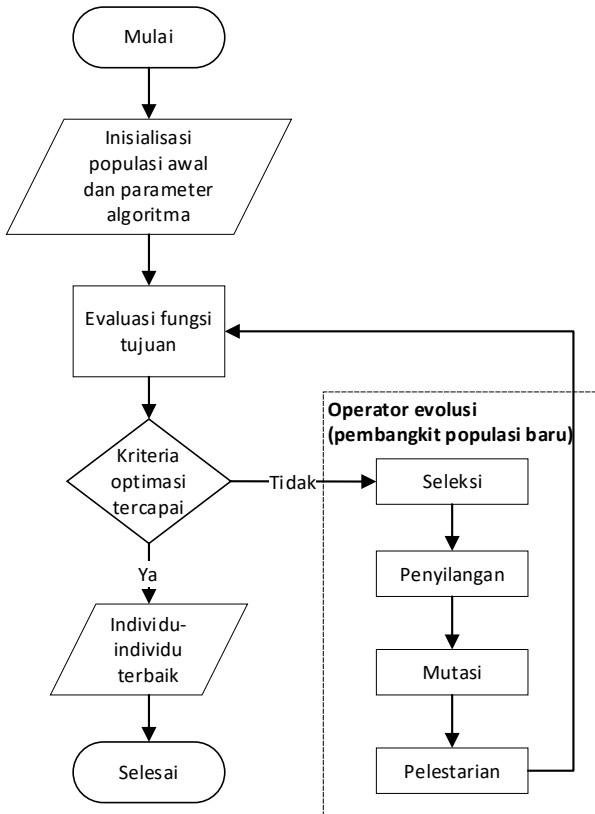 Mulai
Inisialisasi
populasi awal
dan parameter
algoritma
Evaluasi fungsi
tujuan
Kriteria
optimasi
tercapai
Tidak
Ya
Individu-
individu
terbaik
Selesai
Operator evolusi
(pembangkit populasi baru)
Seleksi
Penyilangan
Mutasi
Pelestarian